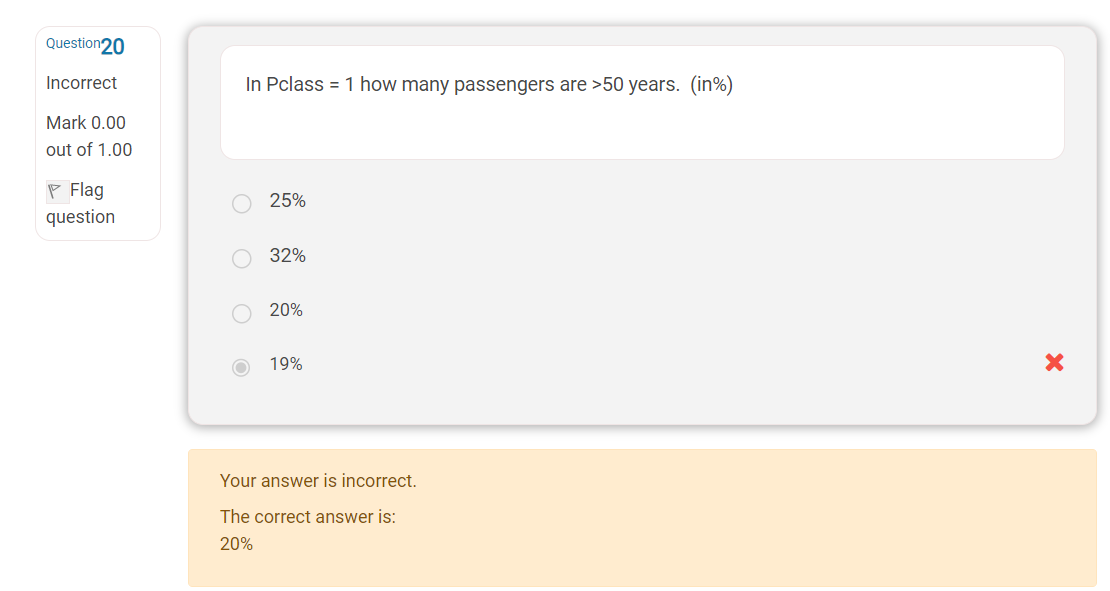 Question20
Incorrect
Mark 0.00
out of 1.00
Flag
question
In Pclass = 1 how many passengers are >50 years.  (in%)
25%
32%
20%
19%
Your answer is incorrect.
The correct answer is:
20%